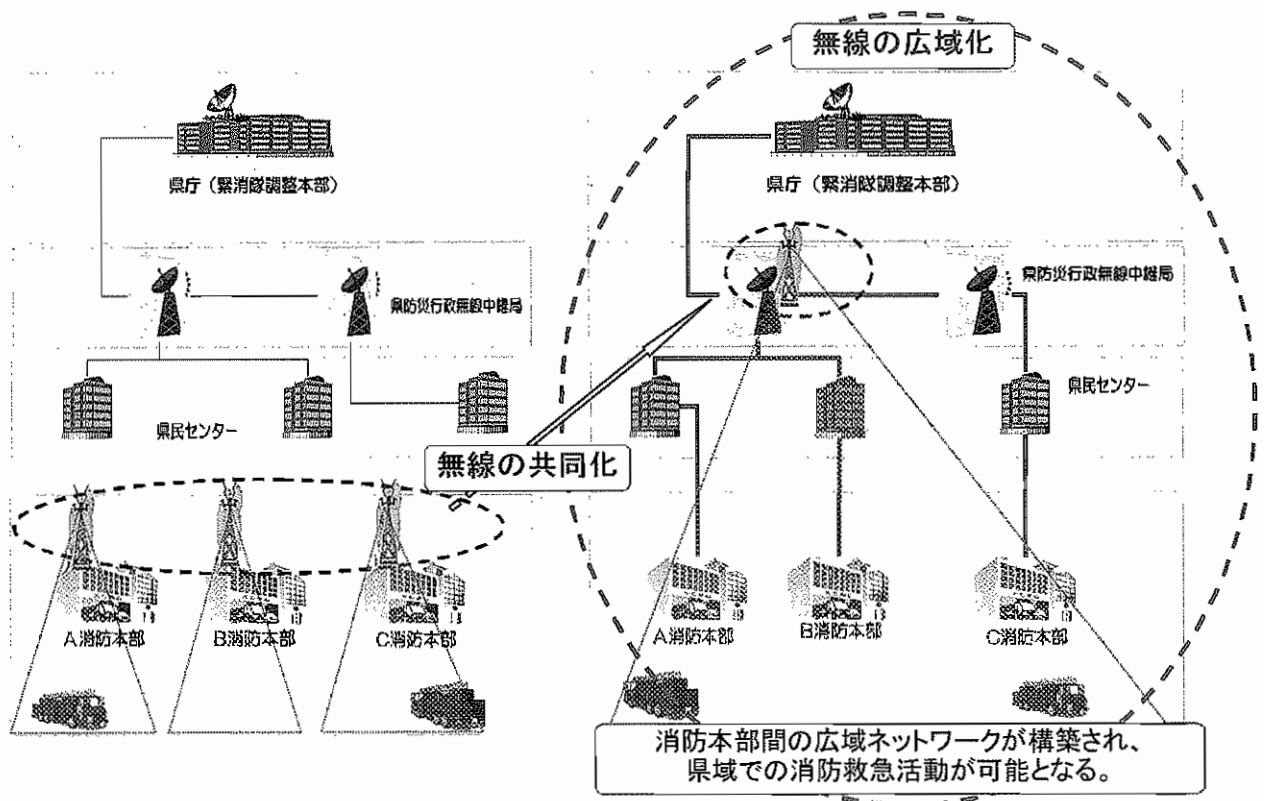 無線の広域化
県庁（緊消隊調整本部）
県庁（緊消隊調整本部）
県防災行政無線中継局
県防災行政無線中継局
県民センター
県民センター
無線の共同化
A消防本部
B消防本部
C消防本部
A消防本部
B消防本部
C消防本部
消防本部間の広域ネットワークが構築され、
県域での消防救急活動が可能となる。